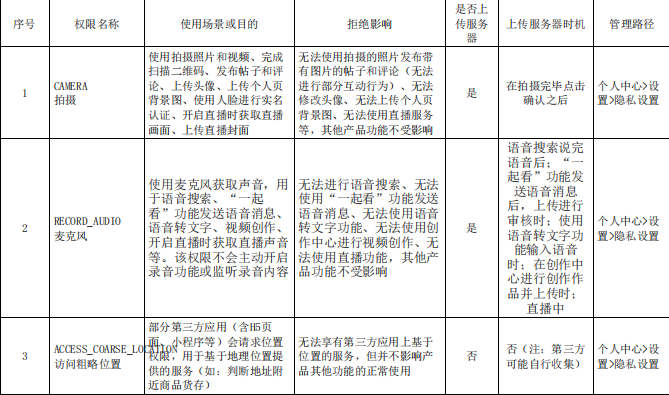 序号
权限名称
使用场景或目的
拒绝影响
是否上
传服务
器
上传服务器时机
管理路径
1
CAMERA
拍摄
使用拍摄照片和视频、完成
扫描二维码、发布帖子和评
论、上传头像、上传个人页
背景图、使用人脸进行实名
认证、开启直播时获取直播
画面、上传直播封面
无法使用拍摄的照片发布带
有图片的帖子和评论（无法
进行部分互动行为）、无法
修改头像、无法上传个人页
背景图、无法使用直播服务
等，其他产品功能不受影响
是
在拍摄完毕点击
确认之后
个人中心>设
置>隐私设置
2
RECORD_AUDIO
麦克风
使用麦克风获取声音，用
于语音搜索、“一起
看”功能发送语音消息、
语音转文字、视频创作、
开启直播时获取直播声音
等。该权限不会主动开启
录音功能或监听录音内容
无法进行语音搜索、无法
使用“一起看”功能发送
语音消息、无法使用语音
转文字功能、无法使用创
作中心进行视频创作、无
法使用直播功能，其他产
品功能不受影响
是
语音搜索说完
语音后；“一
起看”功能发
送语音消息
后，上传进行
审核时；使用
语音转文字功
能输入语音
时；在创作中
心进行创作作
品并上传时；
直播中
个人中心>设
置>隐私设置
3
ACCESS_COARSE_LOCATION
访问粗略位置
部分第三方应用（含H5页
面、小程序等）会请求位置
权限，用于基于地理位置提
供的服务（如：判断地址附
近商品货存）
无法享有第三方应用上基于
位置的服务，但并不影响产
品其他功能的正常使用
否
否（注：第三方
可能自行收集）
个人中心>设
置>隐私设置